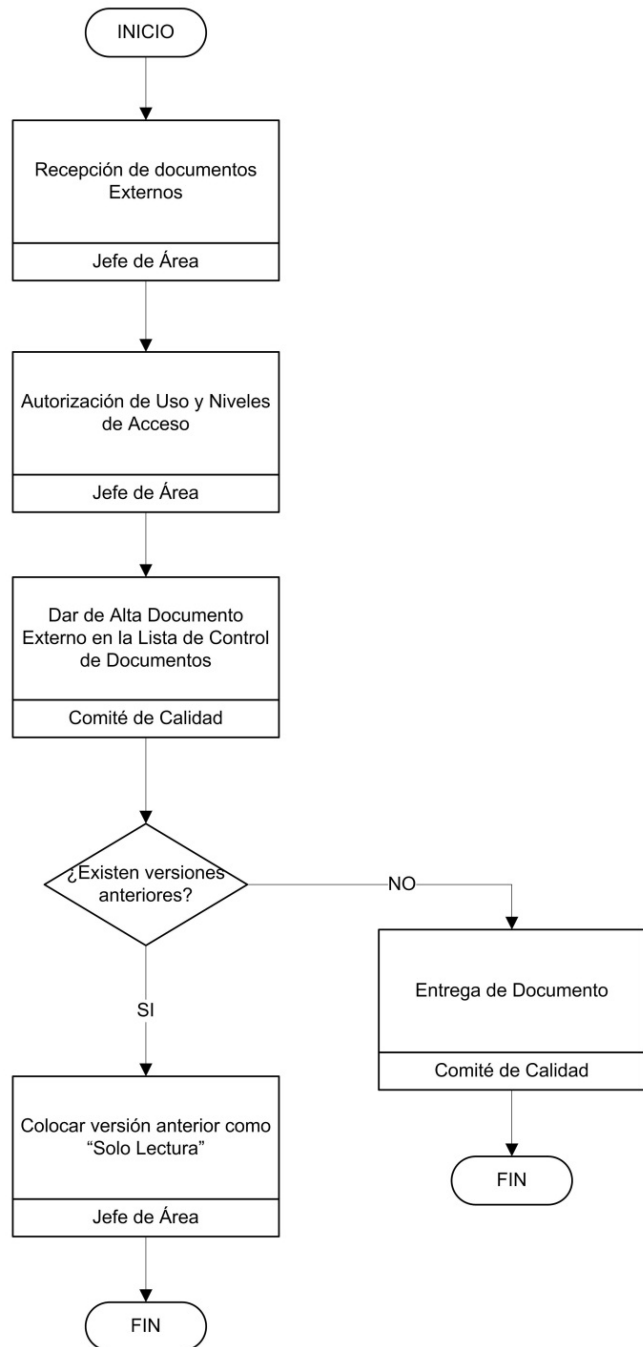 INICIO
Recepción de documentos
Externos
Jefe de Área
Autorización de Uso y Niveles
de Acceso
Jefe de Área
Dar de Alta Documento
Externo en la Lista de Control
de Documentos
Comité de Calidad
¿Existen versiones
anteriores?
NO
Entrega de Documento
Comité de Calidad
FIN
SI
Colocar versión anterior como
“Solo Lectura”
Jefe de Área
FIN